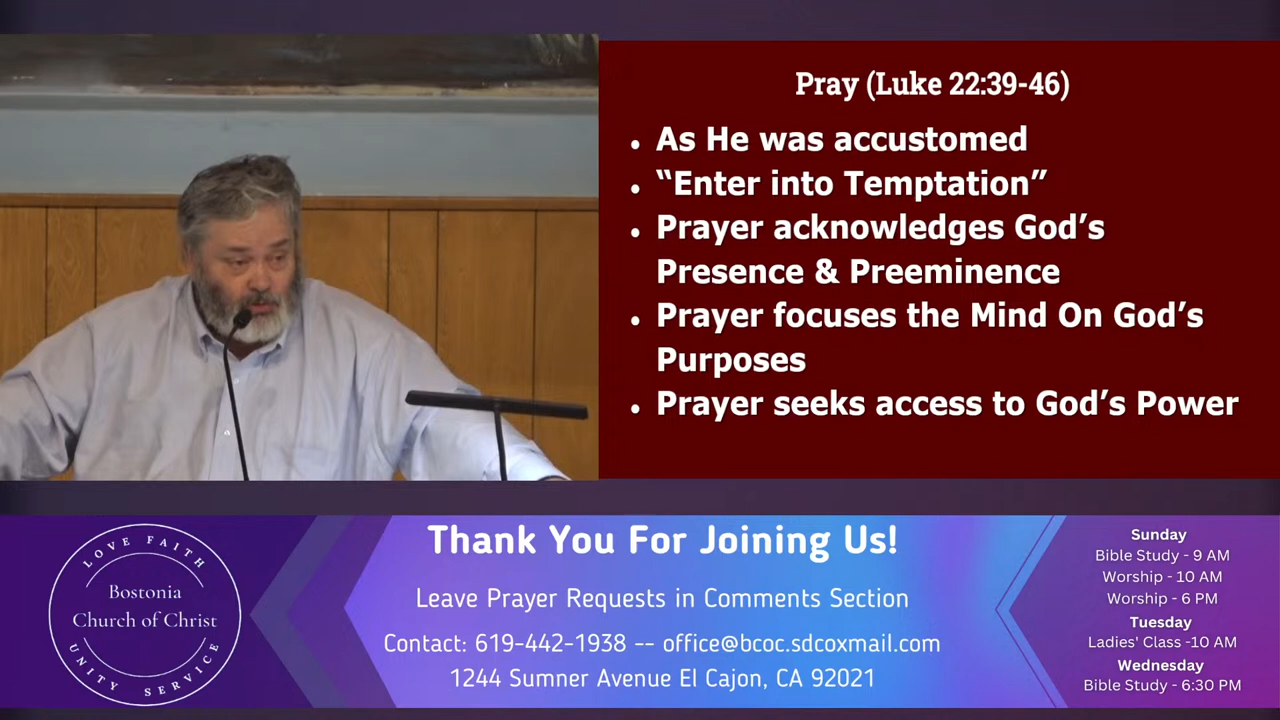 Pray (Luke 22:39-46)
• As He was accustomed
• “Enter into Temptation”
• Prayer acknowledges God’s
Presence & Preeminence
• Prayer focuses the Mind On God’s
Purposes
• Prayer seeks access to God’s Power
LOVE FAITH
Bostonia
Church of Christ
UNITY SERVICE
Thank You For Joining Us!
Leave Prayer Requests in Comments Section
Contact: 619-442-1938 -- office@bcoc.sdcoxmail.com
1244 Sumner Avenue El Cajon, CA 92021
Sunday
Bible Study - 9 AM
Worship - 10 AM
Worship - 6 PM
Tuesday
Ladies' Class -10 AM
Wednesday
Bible Study - 6:30 PM